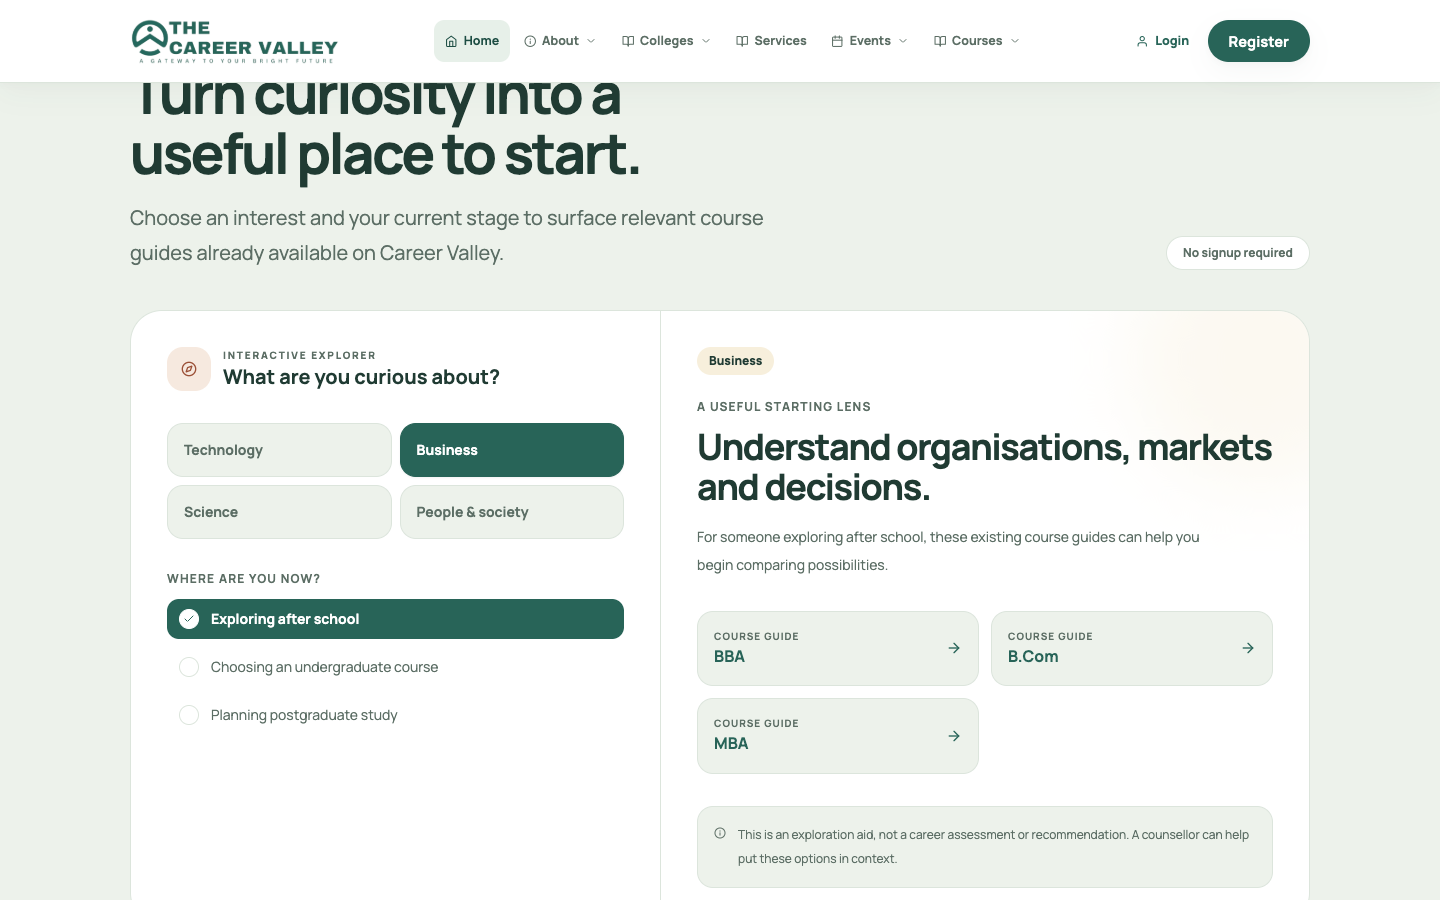 THE
CAREER VALLEY
A GATEWAY TO YOUR BRIGHT FUTURE
Home
About
Colleges
Services
Events
Courses
Login
Register
Turn curiosity into a
useful place to start.
Choose an interest and your current stage to surface relevant course
guides already available on Career Valley.
No signup required
INTERACTIVE EXPLORER
What are you curious about?
Technology
Business
Science
People & society
WHERE ARE YOU NOW?
Exploring after school
Choosing an undergraduate course
Planning postgraduate study
Business
A USEFUL STARTING LENS
Understand organisations, markets
and decisions.
For someone exploring after school, these existing course guides can help you
begin comparing possibilities.
COURSE GUIDE
BBA
COURSE GUIDE
B.Com
COURSE GUIDE
MBA
This is an exploration aid, not a career assessment or recommendation. A counsellor can help
put these options in context.